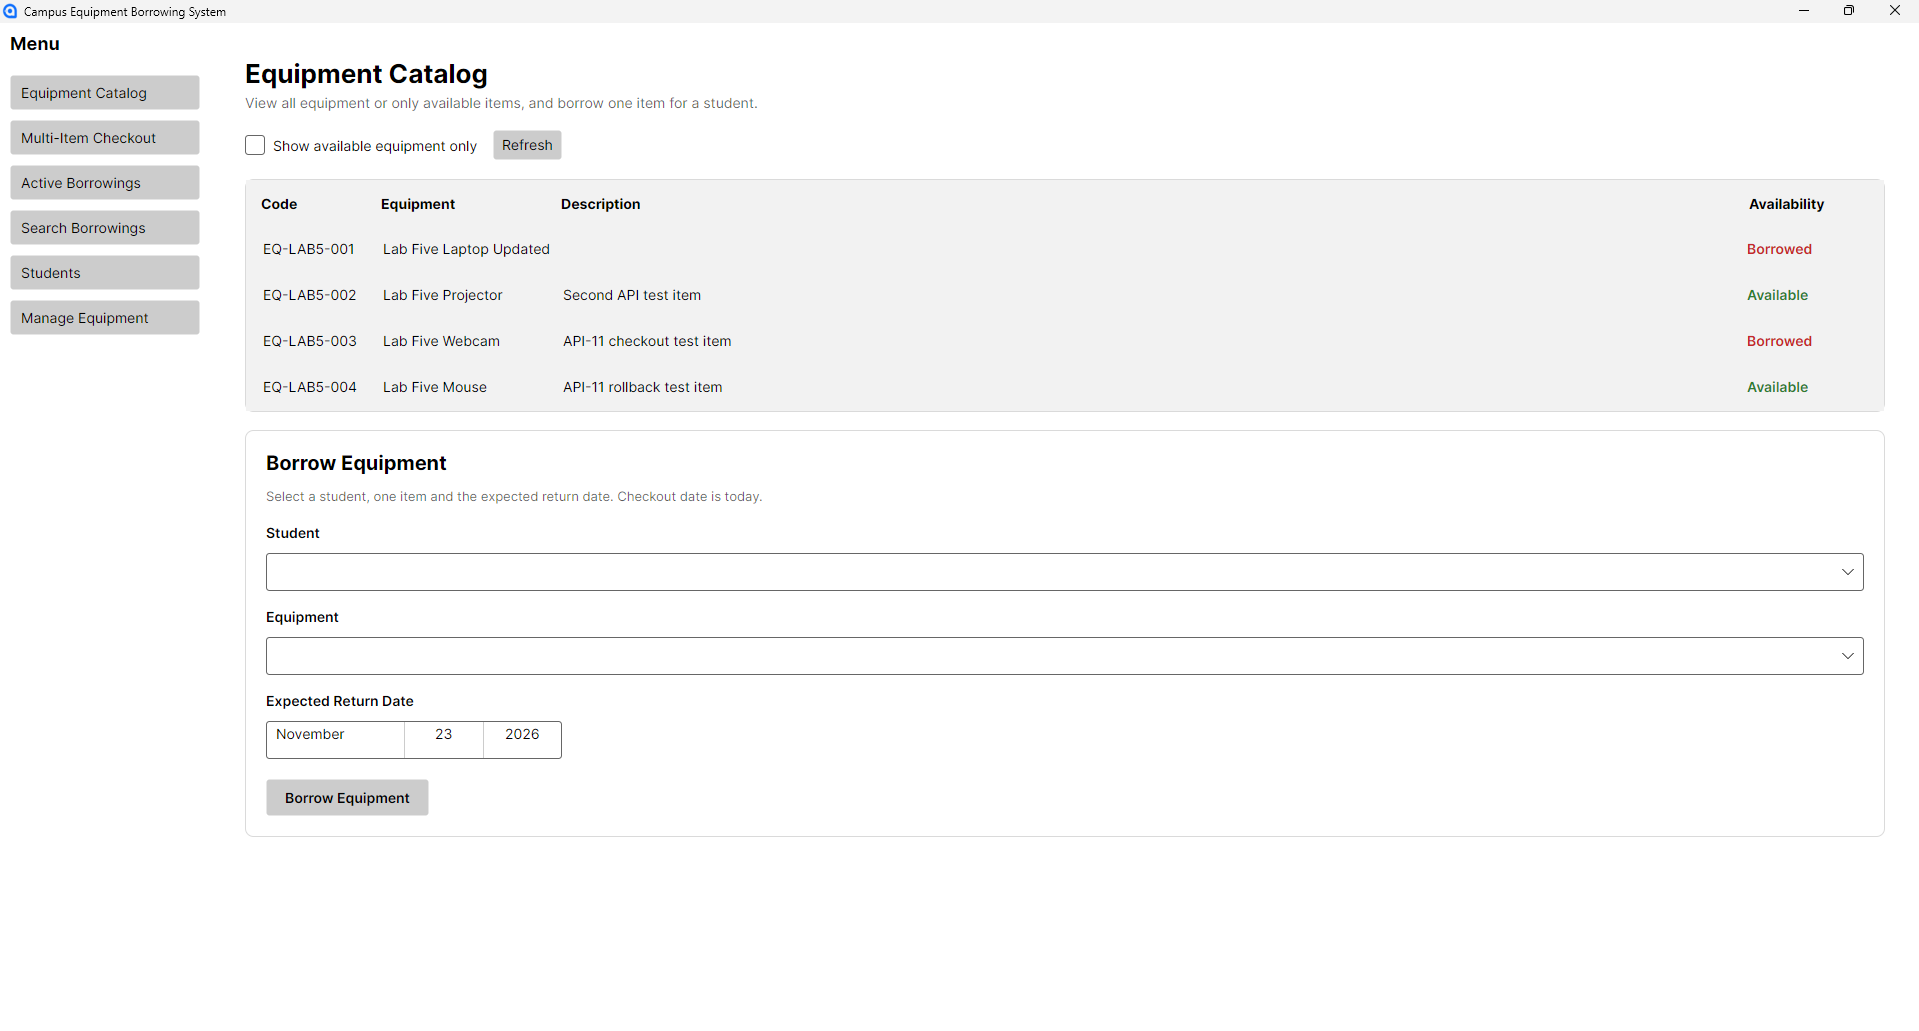 Campus Equipment Borrowing System
Menu
Equipment Catalog
Multi-Item Checkout
Active Borrowings
Search Borrowings
Students
Manage Equipment
Equipment Catalog
View all equipment or only available items, and borrow one item for a student.
Show available equipment only Refresh
Code Equipment Description Availability
EQ-LAB5-001 Lab Five Laptop Updated Borrowed
EQ-LAB5-002 Lab Five Projector Second API test item Available
EQ-LAB5-003 Lab Five Webcam API-11 checkout test item Borrowed
EQ-LAB5-004 Lab Five Mouse API-11 rollback test item Available
Borrow Equipment
Select a student, one item and the expected return date. Checkout date is today.
Student
Equipment
Expected Return Date
November 23 2026
Borrow Equipment